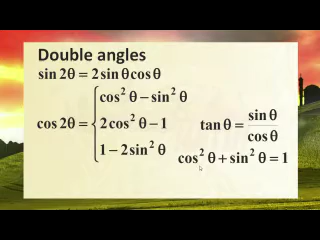 Double angles
sin 2θ = 2 sin θ cos θ
cos 2θ = { cos² θ − sin² θ
2 cos² θ − 1
1 − 2 sin² θ
tan θ = sin θ / cos θ
cos² θ + sin² θ = 1